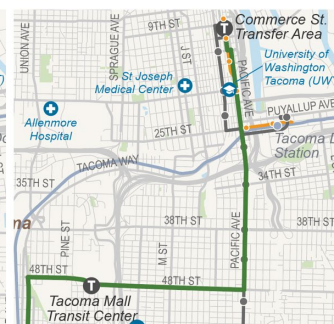 9TH ST
Commerce St.
T
Transfer Area
UNION AVE
SPRAGUE AVE
J ST
St Joseph
Medical Center
University of
Washington
Tacoma (UW
PACIFIC AVE
Allenmore
Hospital
25TH ST
PUYALLUP AVE
Tacoma D
Station
TACOMA WAY
34TH ST
35TH ST
38TH ST
38TH ST
PINE ST
M ST
PACIFIC AVE
na
48TH ST
48TH ST
T
Tacoma Mall
Transit Center